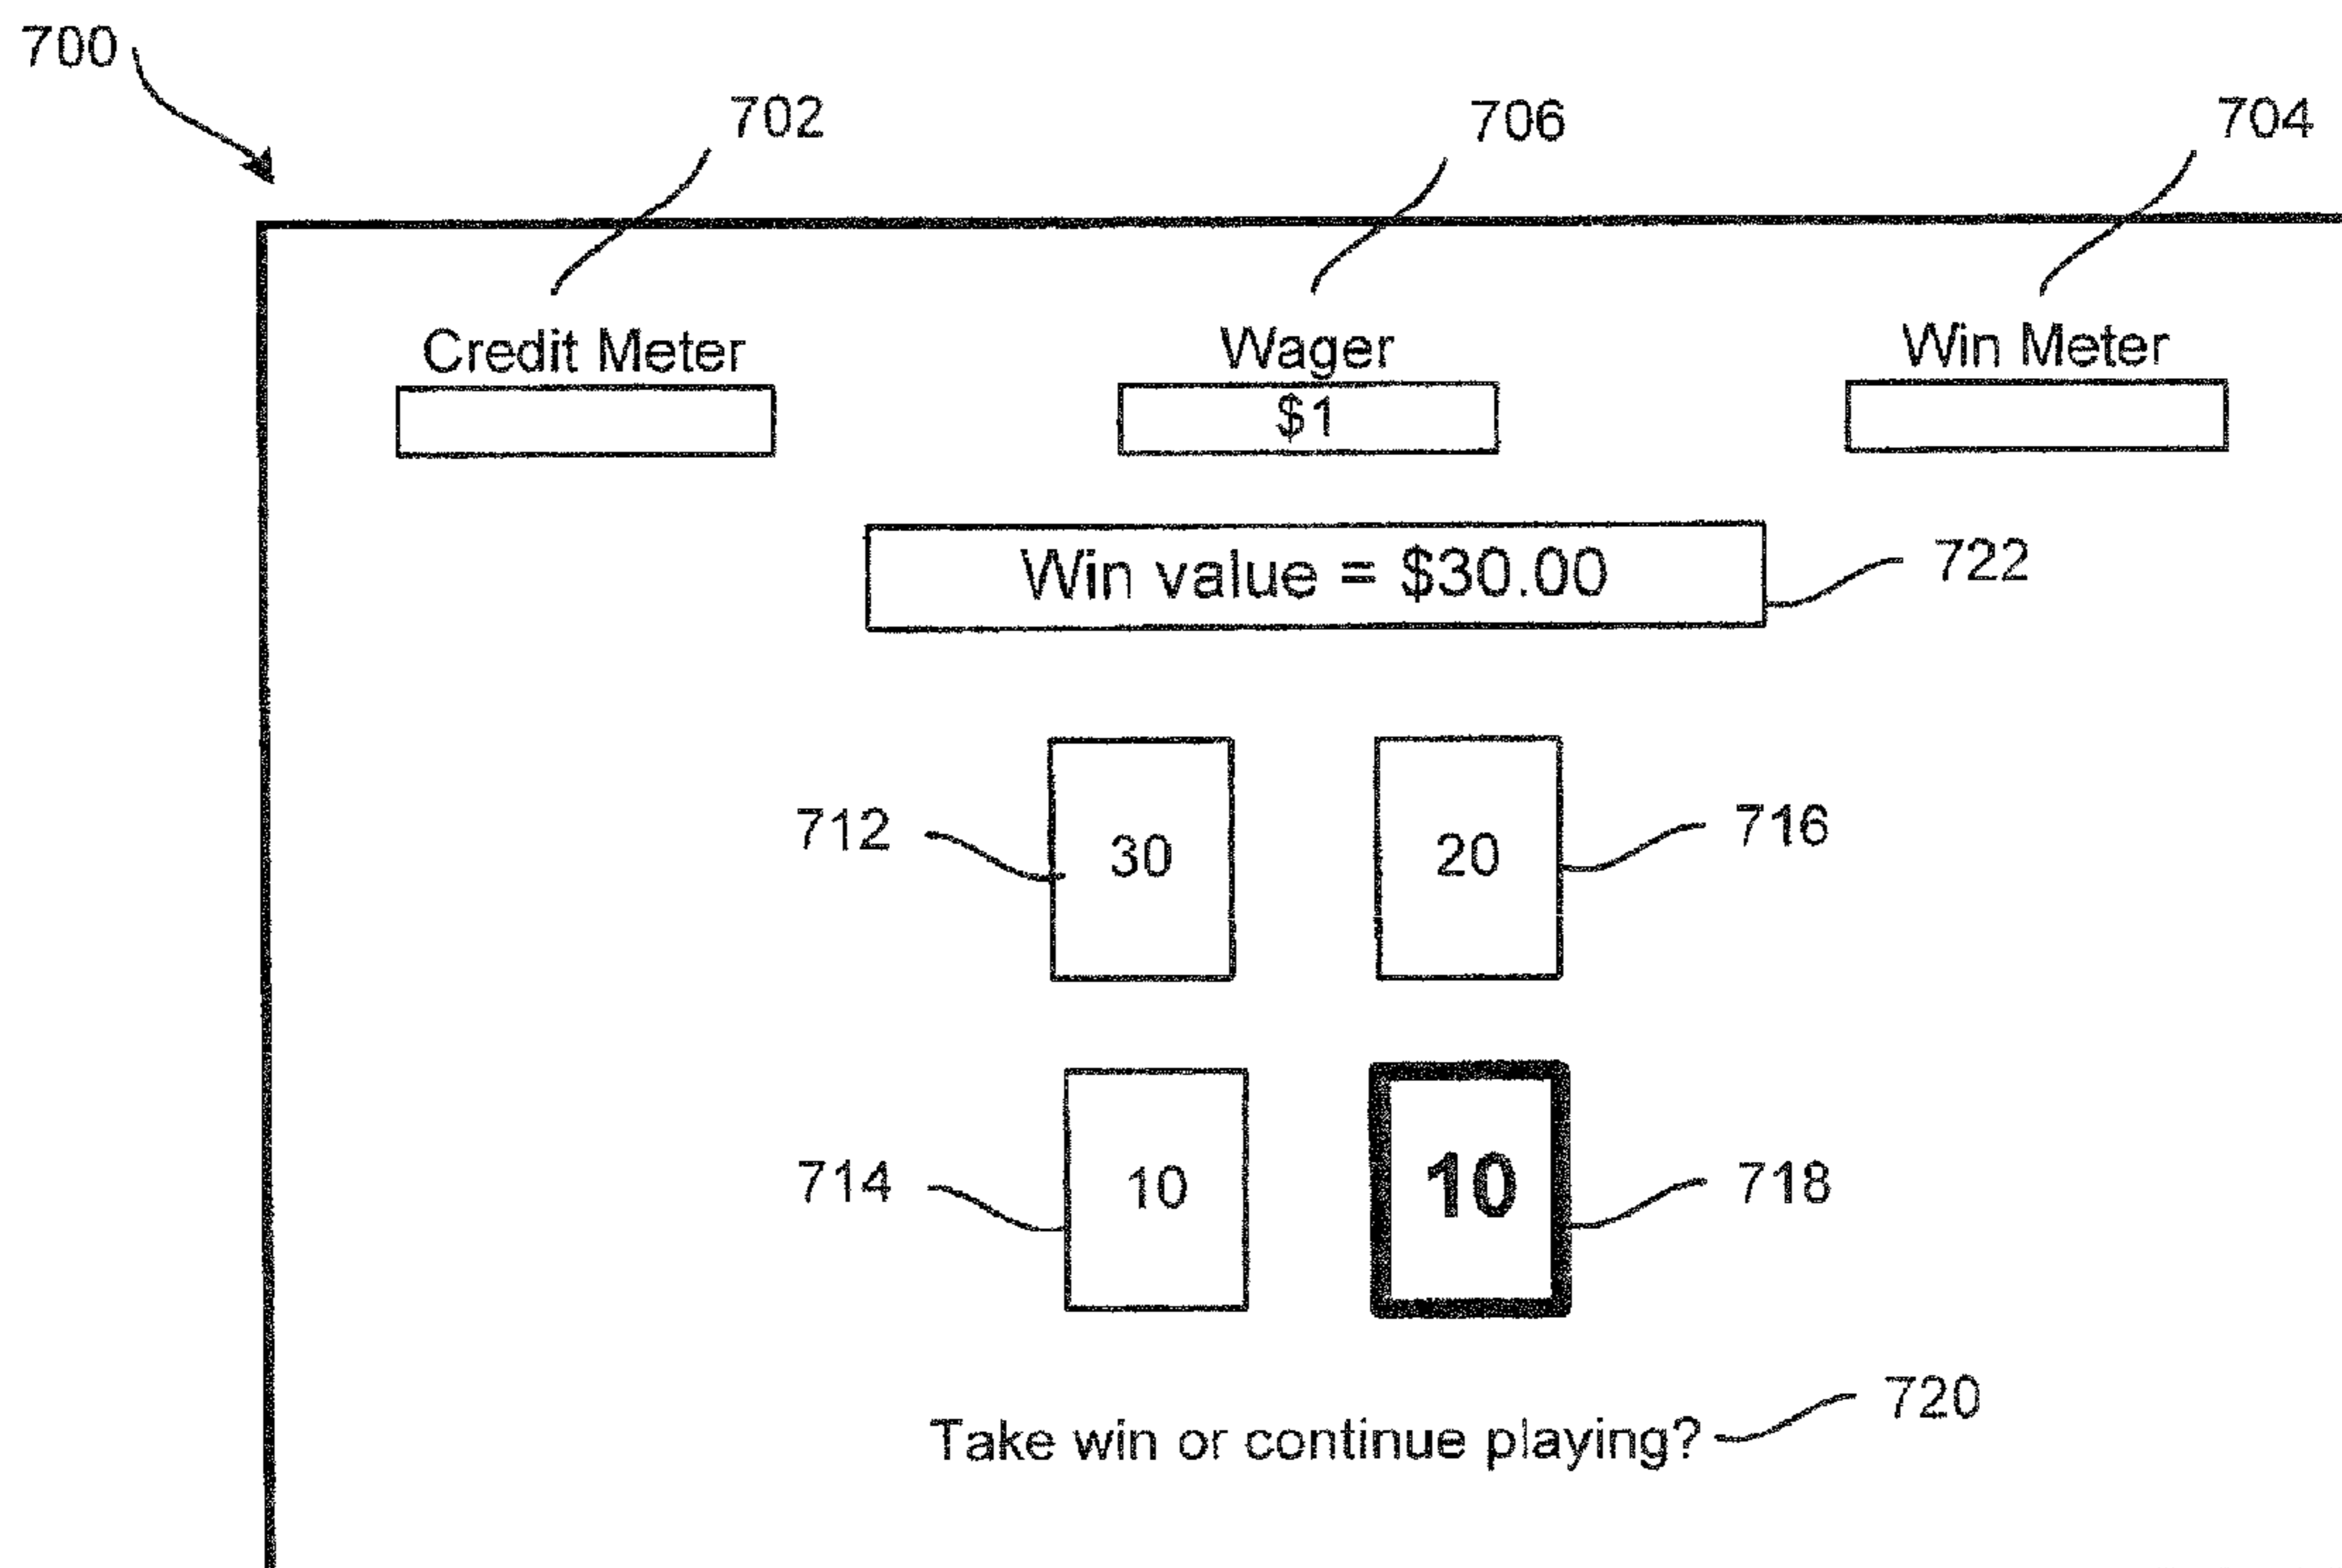 700
702 706 704
Credit Meter Wager Win Meter
$1
Win value = $30.00 722
712 30 20 716
714 10 10 718
Take win or continue playing? 720